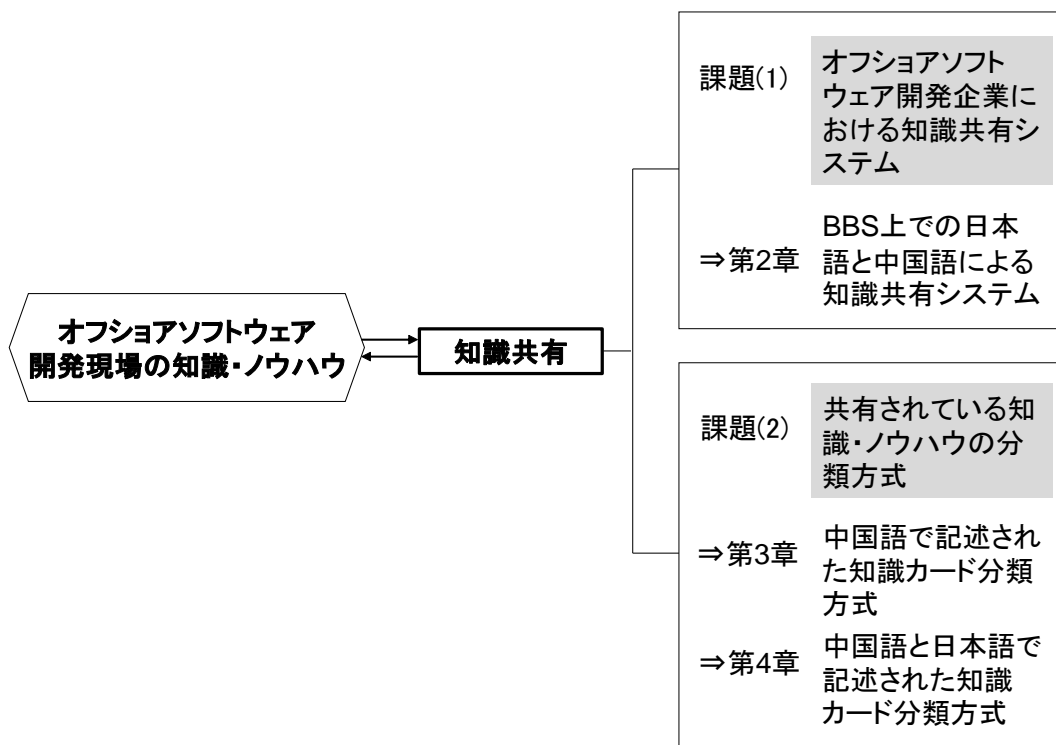 オフショアソフトウェア
開発現場の知識・ノウハウ
知識共有
課題(1)
オフショアソフト
ウェア開発企業に
おける知識共有シ
ステム
⇒第2章
BBS上での日本
語と中国語による
知識共有システム
課題(2)
共有されている知
識・ノウハウの分
類方式
⇒第3章
中国語で記述され
た知識カード分類
方式
⇒第4章
中国語と日本語で
記述された知識
カード分類方式